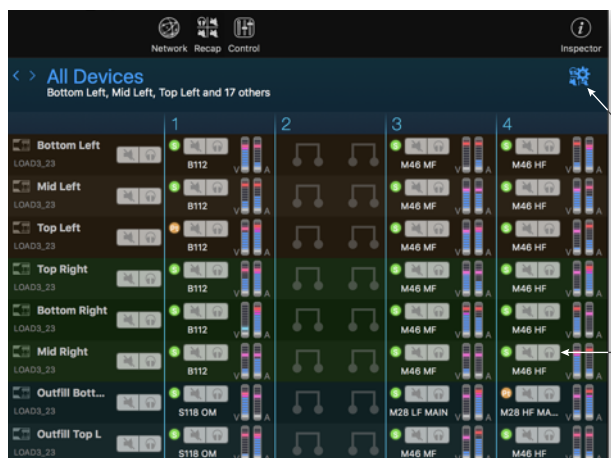 Network Recap Control
Inspector
All Devices
Bottom Left, Mid Left, Top Left and 17 others
1 2 3 4
Bottom Left
LOAD3_23
S B112 V A
S M46 MF V A
S M46 HF V A
Mid Left
LOAD3_23
S B112 V A
S M46 MF V A
S M46 HF V A
Top Left
LOAD3_23
B112 V A
S M46 MF V A
S M46 HF V A
Top Right
LOAD3_23
S B112 V A
S M46 MF V A
S M46 HF V A
Bottom Right
LOAD3_23
S B112 V A
S M46 MF V A
S M46 HF V A
Mid Right
LOAD3_23
S B112 V A
S M46 MF V A
S M46 HF V A
Outfill Bott...
LOAD3_23
S S118 OM V A
S M28 LF MAIN V A
M28 HF MA... V A
Outfill Top L
LOAD3_23
S S118 OM V A
S M46 MF V A
S M46 HF V A